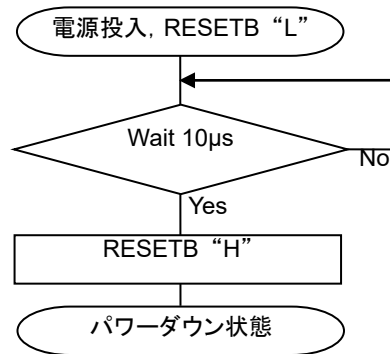 電源投入, RESETB “L”
Wait 10μs
No
Yes
RESETB “H”
パワーダウン状態